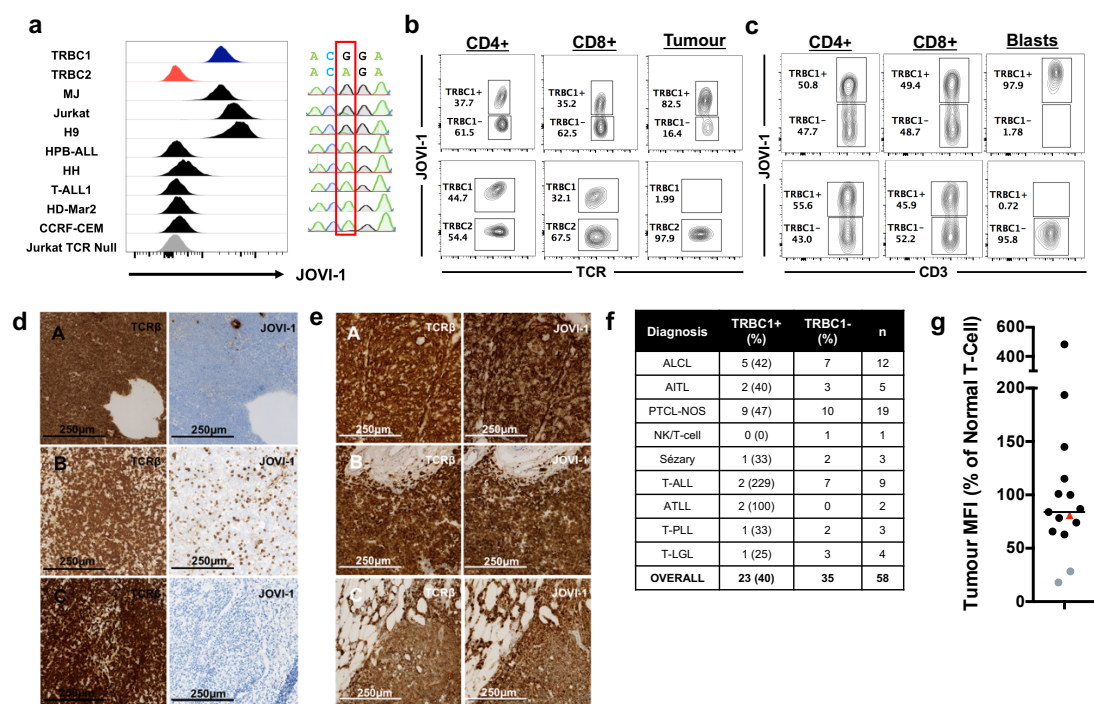 a
TRBC1
TRBC2
MJ
Jurkat
H9
HPB-ALL
HH
T-ALL1
HD-Mar2
CCRF-CEM
Jurkat TCR Null
JOVI-1
A C G G A
A C A G A
b
CD4+ CD8+ Tumour
JOVI-1
TRBC1+
37.7
TRBC1-
61.5
TRBC1+
35.2
TRBC1-
62.5
TRBC1+
82.5
TRBC1-
16.4
TRBC1
44.7
TRBC2
54.4
TRBC1
32.1
TRBC2
67.5
TRBC1
1.99
TRBC2
97.9
TCR
c
CD4+ CD8+ Blasts
JOVI-1
TRBC1+
50.8
TRBC1-
47.7
TRBC1+
49.4
TRBC1-
48.7
TRBC1+
97.9
TRBC1-
1.78
TRBC1+
55.6
TRBC1-
43.0
TRBC1+
45.9
TRBC1-
52.2
TRBC1+
0.72
TRBC1-
95.8
CD3
d
A TCRβ JOVI-1
250μm 250μm
B TCRβ JOVI-1
250μm 250μm
C TCRβ JOVI-1
250μm 250μm
e
A TCRβ JOVI-1
250μm 250μm
B TCRβ JOVI-1
250μm 250μm
C TCRβ JOVI-1
250μm 250μm
f
Diagnosis TRBC1+ (%) TRBC1- (%) n
ALCL 5 (42) 7 12
AITL 2 (40) 3 5
PTCL-NOS 9 (47) 10 19
NK/T-cell 0 (0) 1 1
Sézary 1 (33) 2 3
T-ALL 2 (229) 7 9
ATLL 2 (100) 0 2
T-PLL 1 (33) 2 3
T-LGL 1 (25) 3 4
OVERALL 23 (40) 35 58
g
Tumour MFI (% of Normal T-Cell)
600
400
200
150
100
50
0